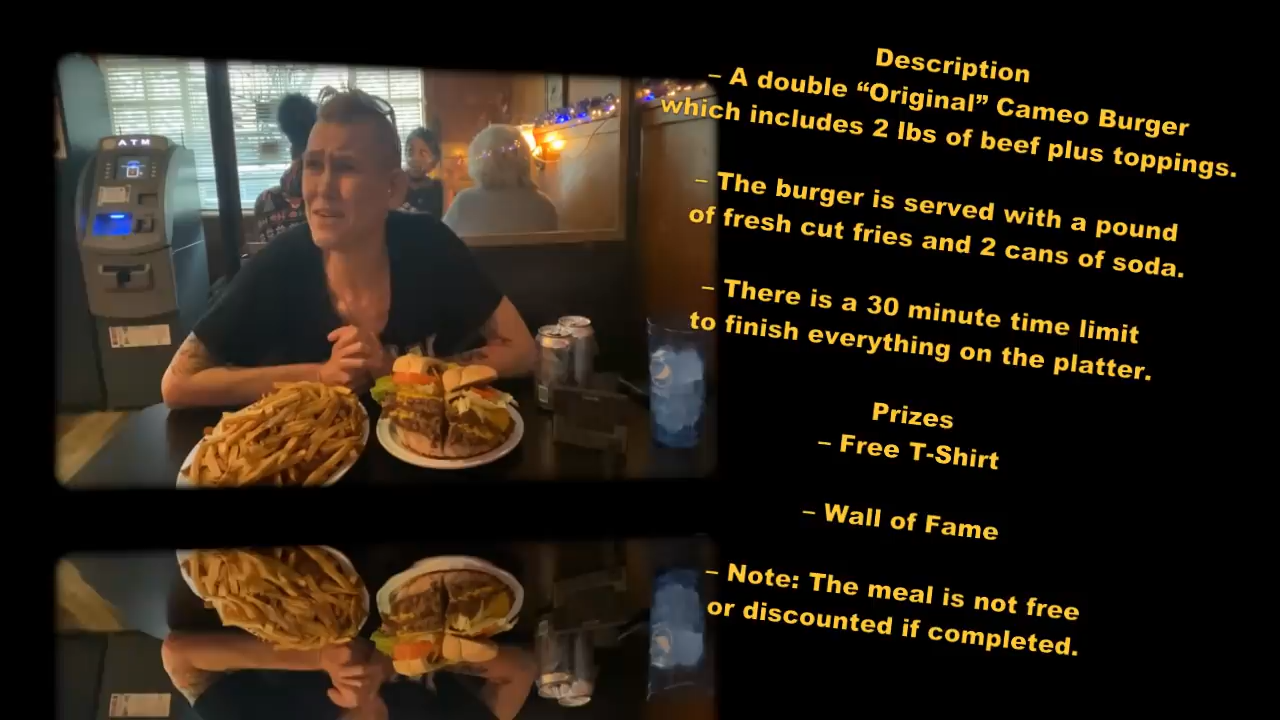 ATM
Description
– A double “Original” Cameo Burger
which includes 2 lbs of beef plus toppings.
– The burger is served with a pound
of fresh cut fries and 2 cans of soda.
– There is a 30 minute time limit
to finish everything on the platter.
Prizes
– Free T-Shirt
– Wall of Fame
– Note: The meal is not free
or discounted if completed.